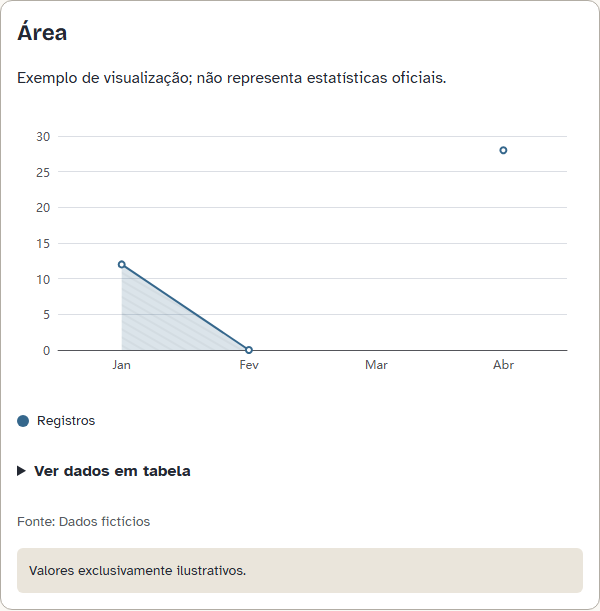 Área
Exemplo de visualização; não representa estatísticas oficiais.
30
25
20
15
10
5
0
Jan Fev Mar Abr
Registros
Ver dados em tabela
Fonte: Dados fictícios
Valores exclusivamente ilustrativos.